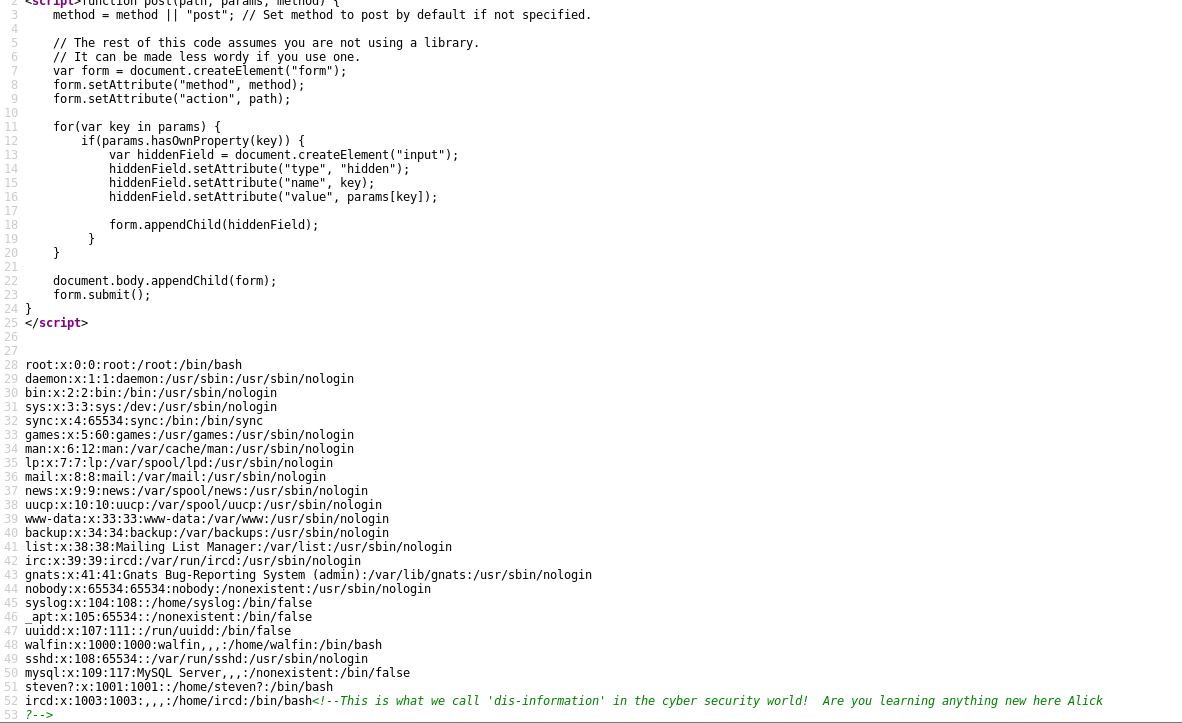 2 <script>function post(path, params, method) {
3 method = method || "post"; // Set method to post by default if not specified.
4
5 // The rest of this code assumes you are not using a library.
6 // It can be made less wordy if you use one.
7 var form = document.createElement("form");
8 form.setAttribute("method", method);
9 form.setAttribute("action", path);
10
11 for(var key in params) {
12 if(params.hasOwnProperty(key)) {
13 var hiddenField = document.createElement("input");
14 hiddenField.setAttribute("type", "hidden");
15 hiddenField.setAttribute("name", key);
16 hiddenField.setAttribute("value", params[key]);
17
18 form.appendChild(hiddenField);
19 }
20 }
21
22 document.body.appendChild(form);
23 form.submit();
24 }
25 </script>
26
27
28 root:x:0:0:root:/root:/bin/bash
29 daemon:x:1:1:daemon:/usr/sbin:/usr/sbin/nologin
30 bin:x:2:2:bin:/bin:/usr/sbin/nologin
31 sys:x:3:3:sys:/dev:/usr/sbin/nologin
32 sync:x:4:65534:sync:/bin:/bin/sync
33 games:x:5:60:games:/usr/games:/usr/sbin/nologin
34 man:x:6:12:man:/var/cache/man:/usr/sbin/nologin
35 lp:x:7:7:lp:/var/spool/lpd:/usr/sbin/nologin
36 mail:x:8:8:mail:/var/mail:/usr/sbin/nologin
37 news:x:9:9:news:/var/spool/news:/usr/sbin/nologin
38 uucp:x:10:10:uucp:/var/spool/uucp:/usr/sbin/nologin
39 www-data:x:33:33:www-data:/var/www:/usr/sbin/nologin
40 backup:x:34:34:backup:/var/backups:/usr/sbin/nologin
41 list:x:38:38:Mailing List Manager:/var/list:/usr/sbin/nologin
42 irc:x:39:39:ircd:/var/run/ircd:/usr/sbin/nologin
43 gnats:x:41:41:Gnats Bug-Reporting System (admin):/var/lib/gnats:/usr/sbin/nologin
44 nobody:x:65534:65534:nobody:/nonexistent:/usr/sbin/nologin
45 syslog:x:104:108::/home/syslog:/bin/false
46 _apt:x:105:65534::/nonexistent:/bin/false
47 uuidd:x:107:111::/run/uuidd:/bin/false
48 walfin:x:1000:1000:walfin,,,:/home/walfin:/bin/bash
49 sshd:x:108:65534::/var/run/sshd:/usr/sbin/nologin
50 mysql:x:109:117:MySQL Server,,,:/nonexistent:/bin/false
51 steven?:x:1001:1001::/home/steven?:/bin/bash
52 ircd:x:1003:1003:,,,:/home/ircd:/bin/bash<!--This is what we call 'dis-information' in the cyber security world!  Are you learning anything new here Alick
53 ?-->